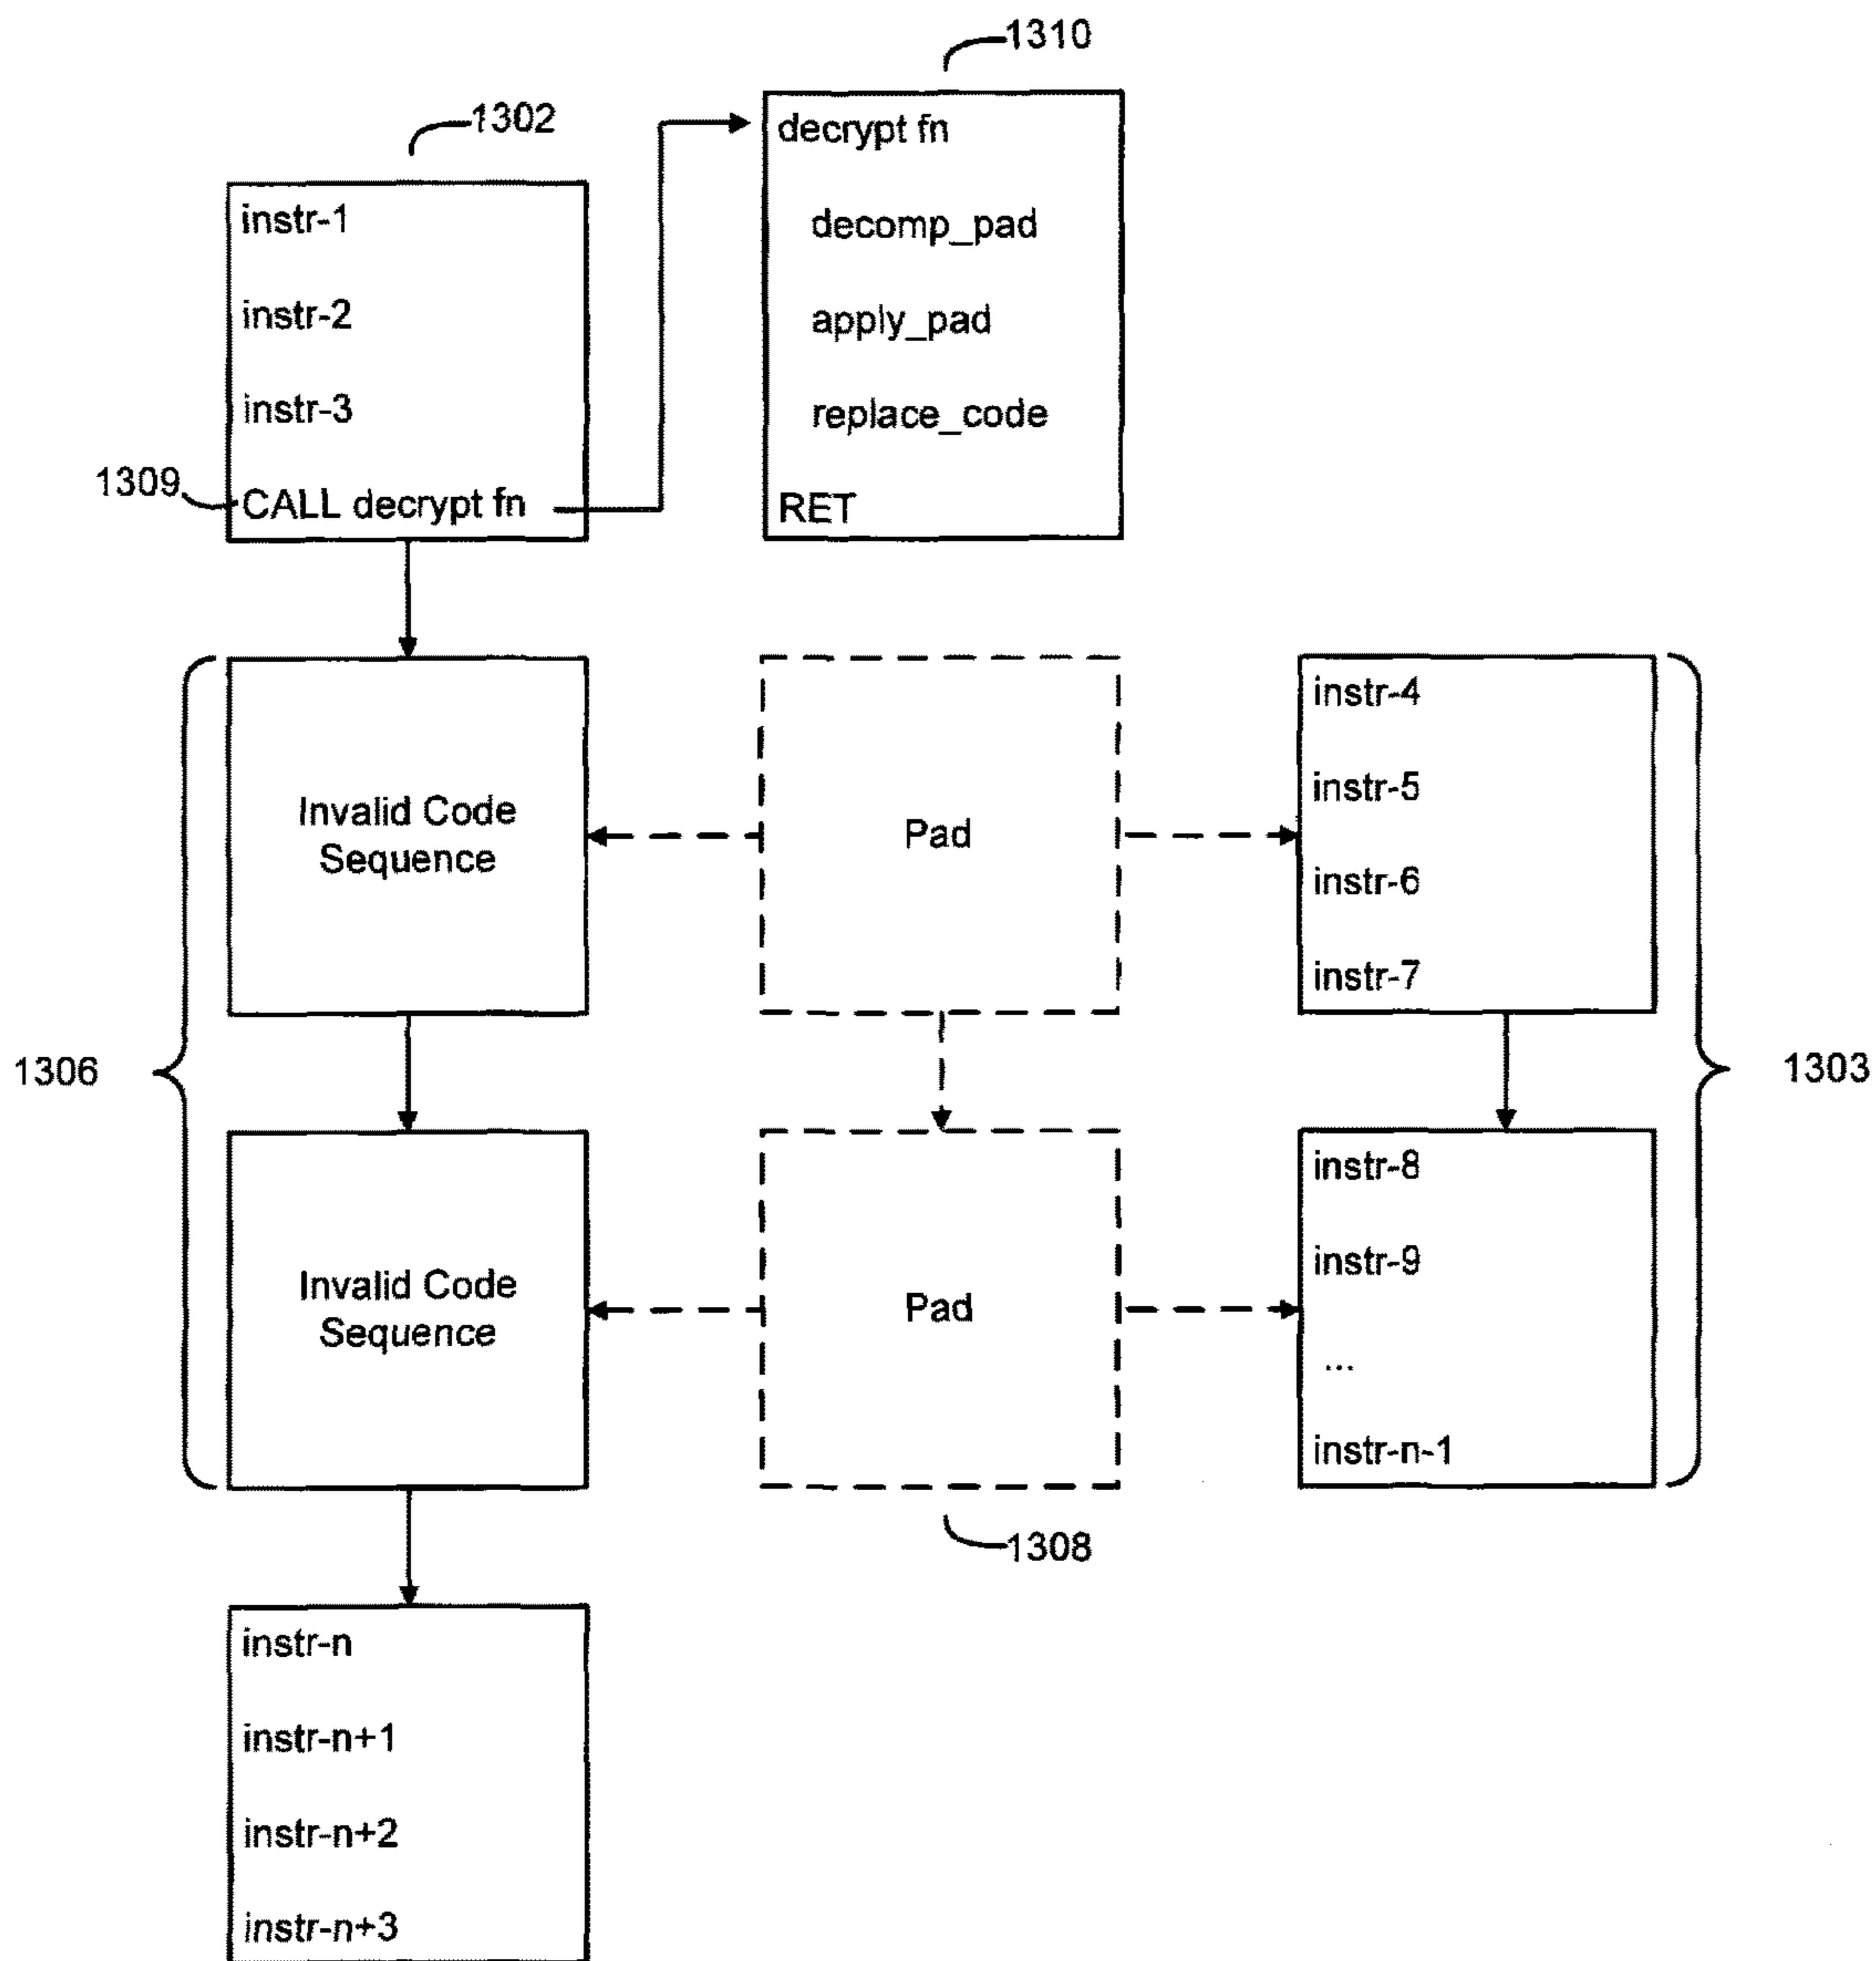 1310
1302
decrypt fn
decomp_pad
apply_pad
replace_code
RET
instr-1
instr-2
instr-3
1309
CALL decrypt fn
Invalid Code
Sequence
Pad
instr-4
instr-5
instr-6
instr-7
1306
1303
Invalid Code
Sequence
Pad
instr-8
instr-9
...
instr-n-1
1308
instr-n
instr-n+1
instr-n+2
instr-n+3